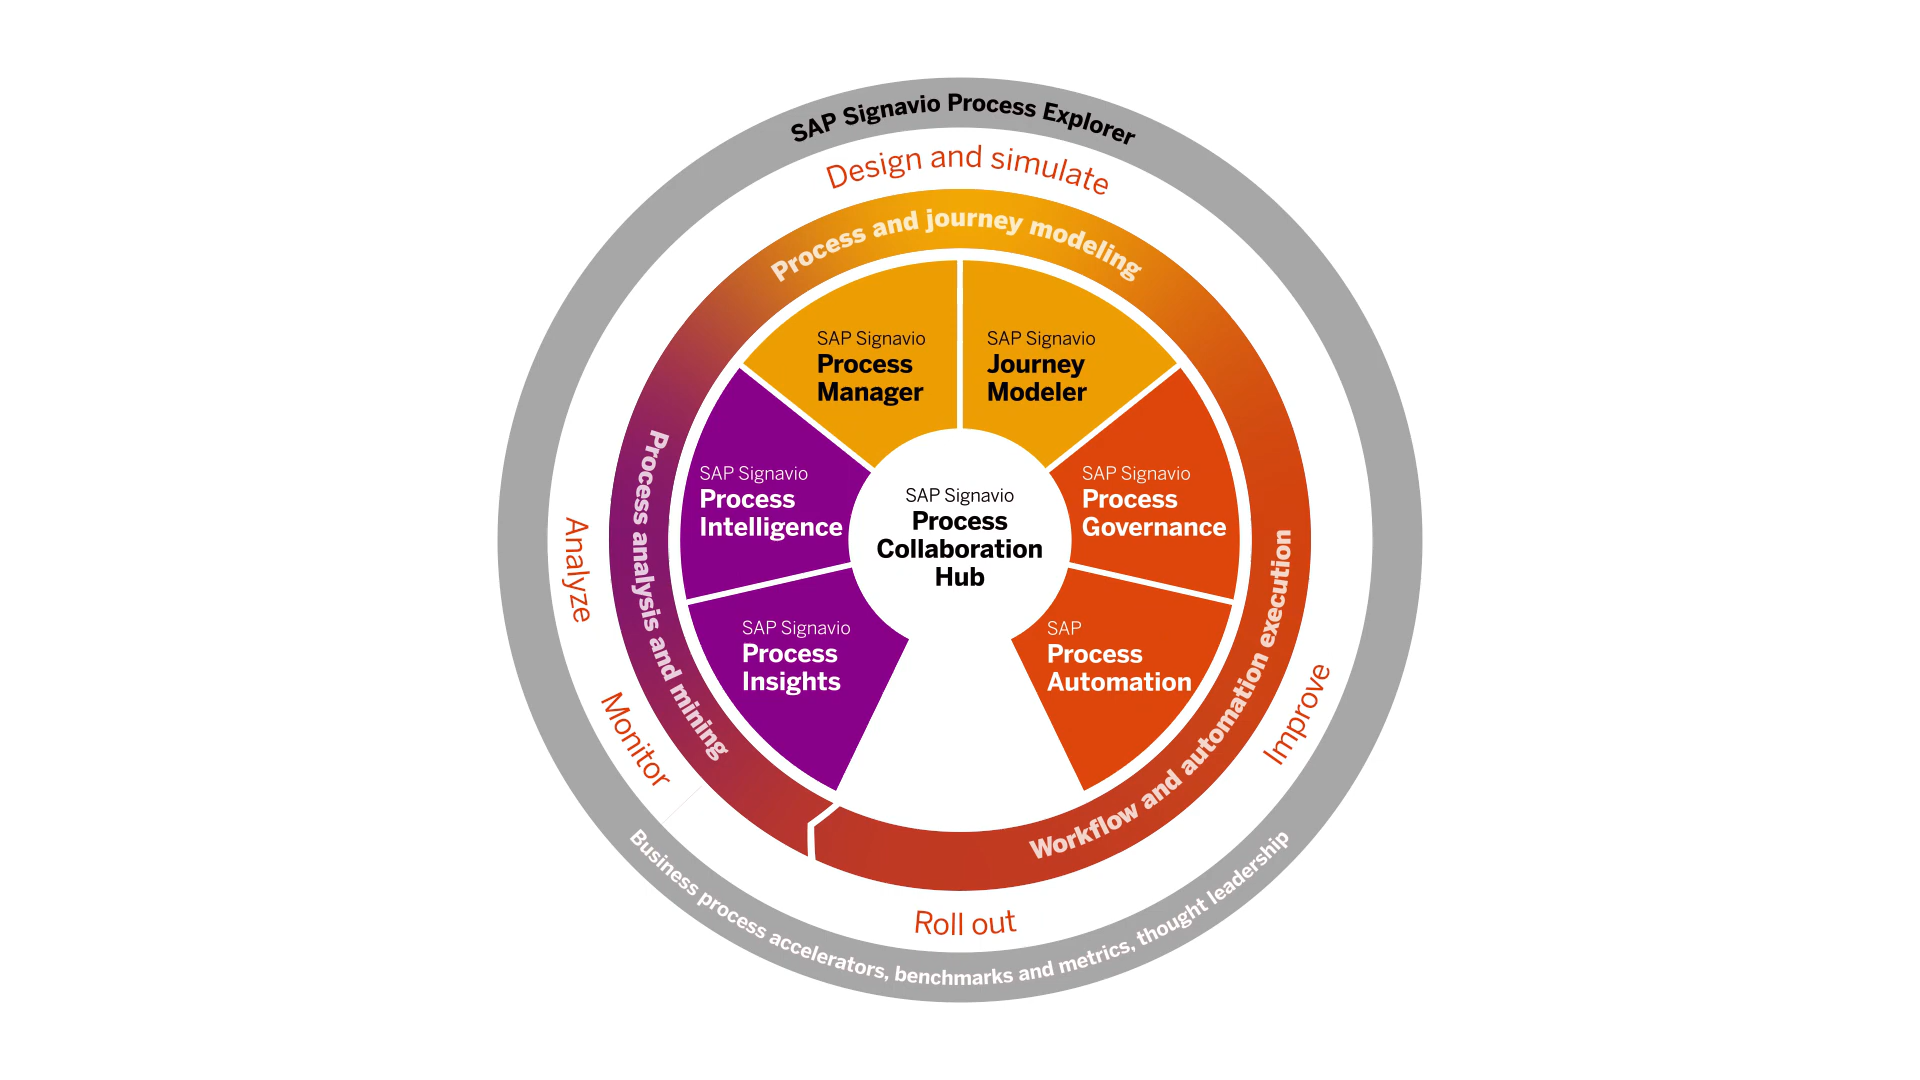 SAP Signavio Process Explorer
Design and simulate
Process and journey modeling
SAP Signavio
Process
Manager
SAP Signavio
Journey
Modeler
SAP Signavio
Process
Intelligence
SAP Signavio
Process
Collaboration
Hub
SAP Signavio
Process
Governance
SAP Signavio
Process
Insights
SAP
Process
Automation
Process analysis and mining
Workflow and automation execution
Analyze
Monitor
Improve
Roll out
Business process accelerators, benchmarks and metrics, thought leadership